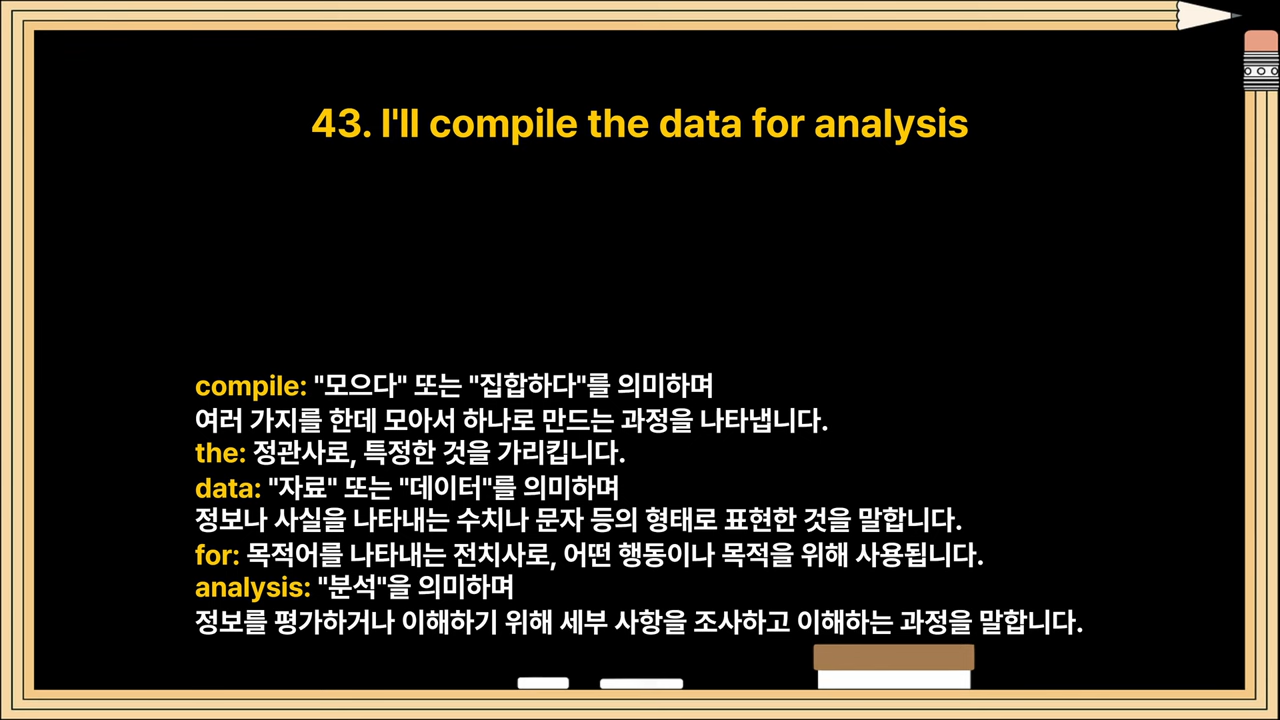 43. I'll compile the data for analysis
compile: "모으다" 또는 "집합하다"를 의미하며
여러 가지를 한데 모아서 하나로 만드는 과정을 나타냅니다.
the: 정관사로, 특정한 것을 가리킵니다.
data: "자료" 또는 "데이터"를 의미하며
정보나 사실을 나타내는 수치나 문자 등의 형태로 표현한 것을 말합니다.
for: 목적어를 나타내는 전치사로, 어떤 행동이나 목적을 위해 사용됩니다.
analysis: "분석"을 의미하며
정보를 평가하거나 이해하기 위해 세부 사항을 조사하고 이해하는 과정을 말합니다.